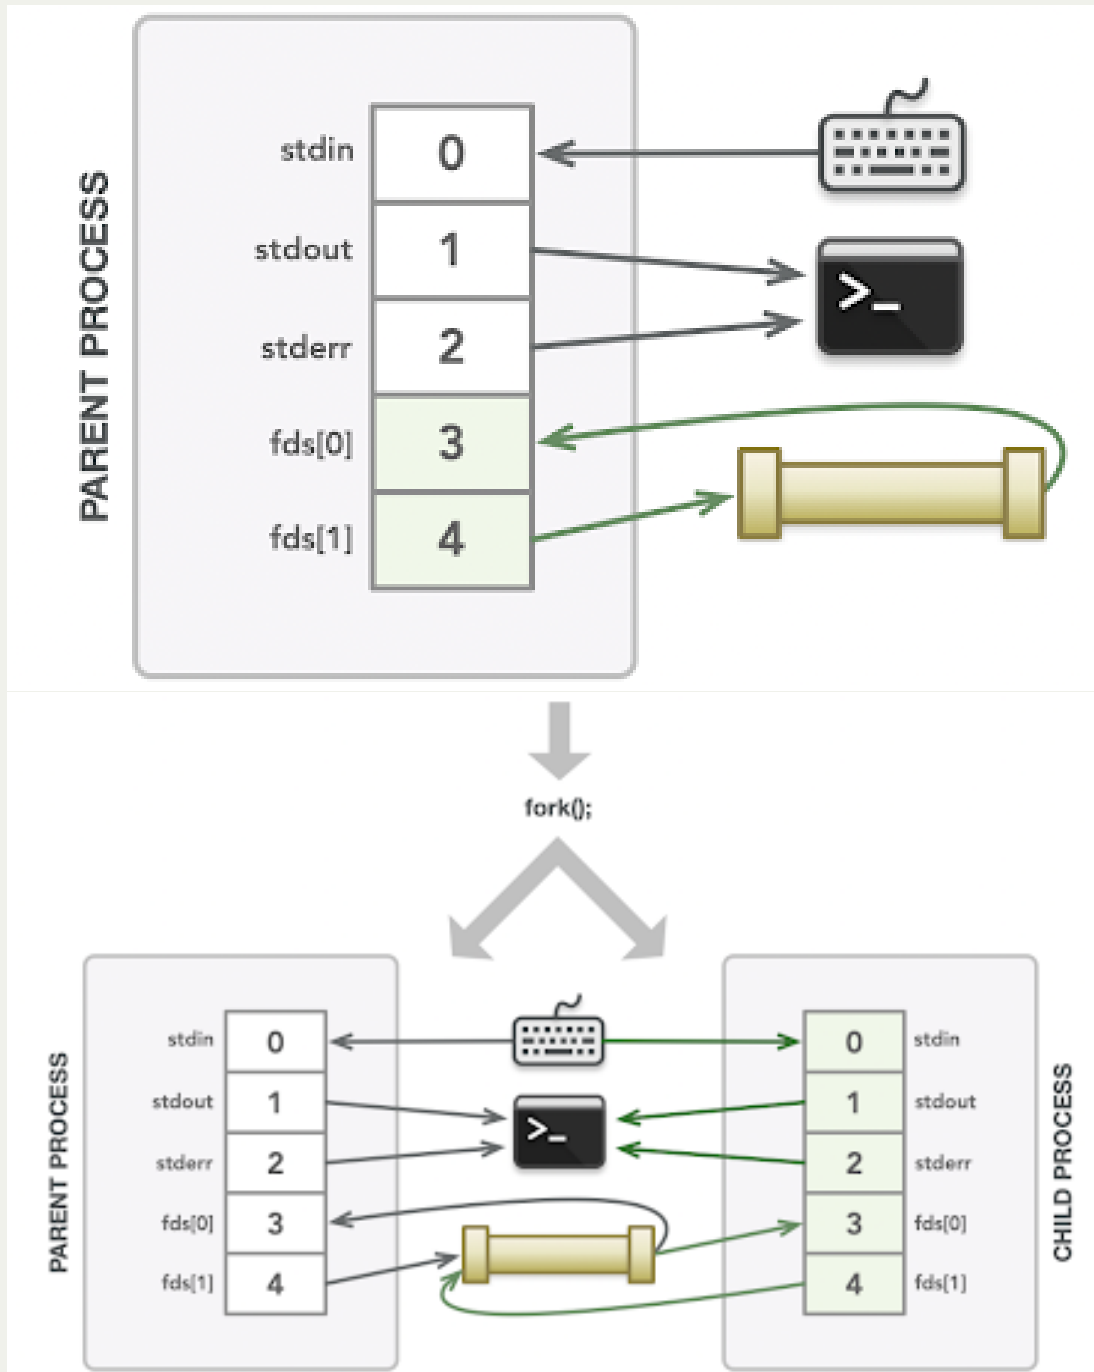 PARENT PROCESS
stdin 0
stdout 1
stderr 2
fds[0] 3
fds[1] 4
>_
fork();
PARENT PROCESS
stdin 0
stdout 1
stderr 2
fds[0] 3
fds[1] 4
>_
0 stdin
1 stdout
2 stderr
3 fds[0]
4 fds[1]
CHILD PROCESS